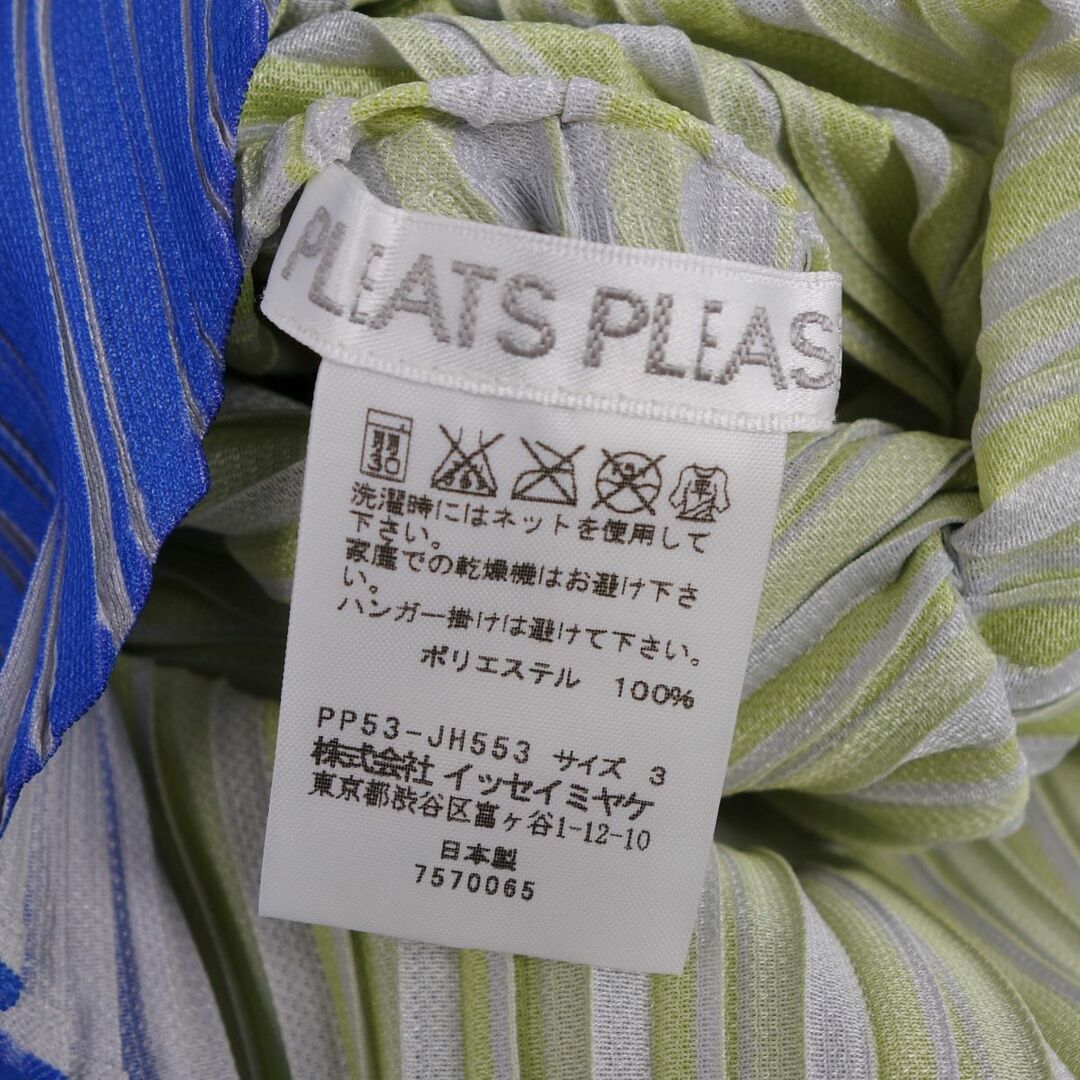 PLEATS PLEAS
弱
30
洗濯時にはネットを使用して
下さい。
家庭での乾燥機はお避け下さ
い。
ハンガー掛けは避けて下さい。
ポリエステル 100%
PP53-JH553 サイズ 3
株式会社 イッセイミヤケ
東京都渋谷区富ヶ谷1-12-10
日本製
7570065